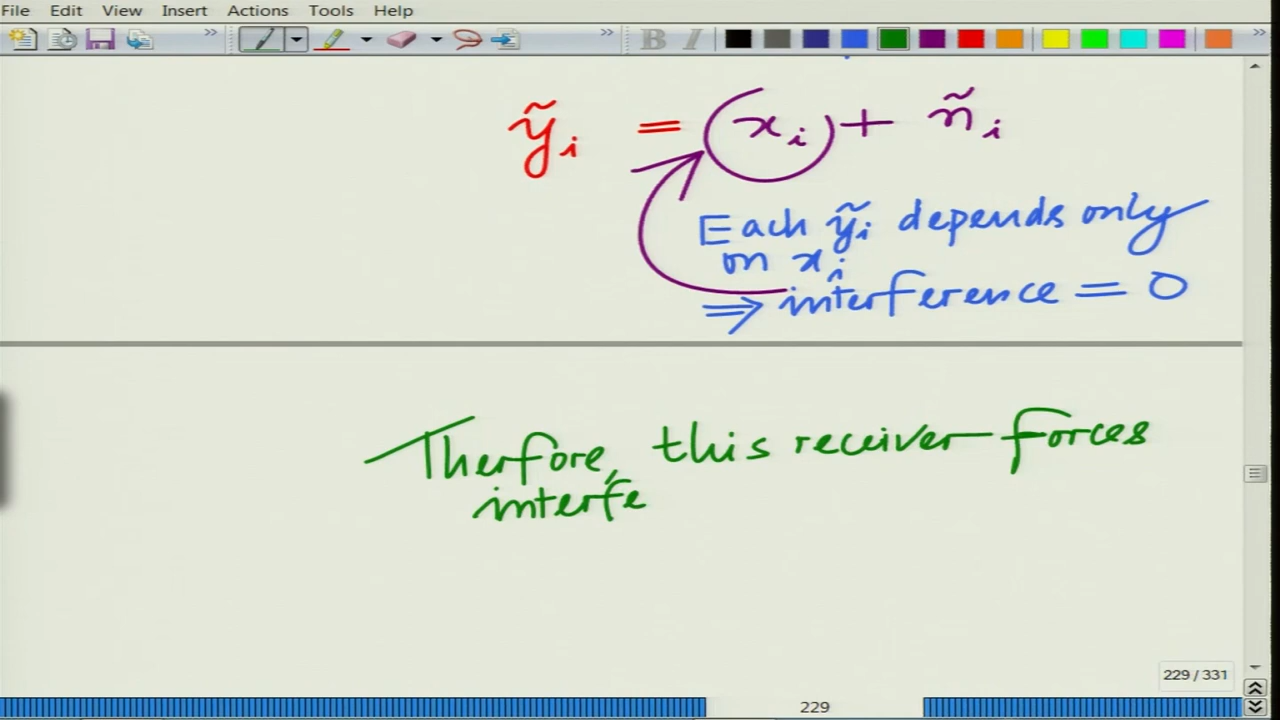 File Edit View Insert Actions Tools Help
B I
ỹᵢ = (xᵢ) + ñᵢ
Each ỹᵢ depends only
on xᵢ
⇒ interference = 0
Therfore, this receiver forces
interfe
229 / 331
229